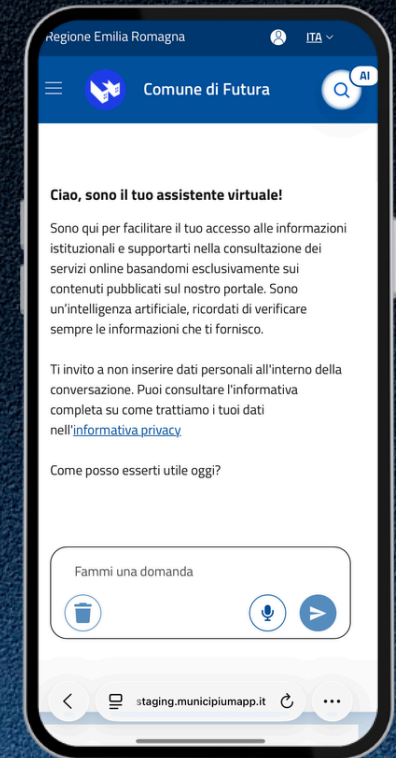 Regione Emilia Romagna
ITA
AI
Comune di Futura
Ciao, sono il tuo assistente virtuale!
Sono qui per facilitare il tuo accesso alle informazioni
istituzionali e supportarti nella consultazione dei
servizi online basandomi esclusivamente sui
contenuti pubblicati sul nostro portale. Sono
un'intelligenza artificiale, ricordati di verificare
sempre le informazioni che ti fornisco.
Ti invito a non inserire dati personali all'interno della
conversazione. Puoi consultare l'informativa
completa su come trattiamo i tuoi dati
nell'informativa privacy
Come posso esserti utile oggi?
Fammi una domanda
staging.municipiumapp.it